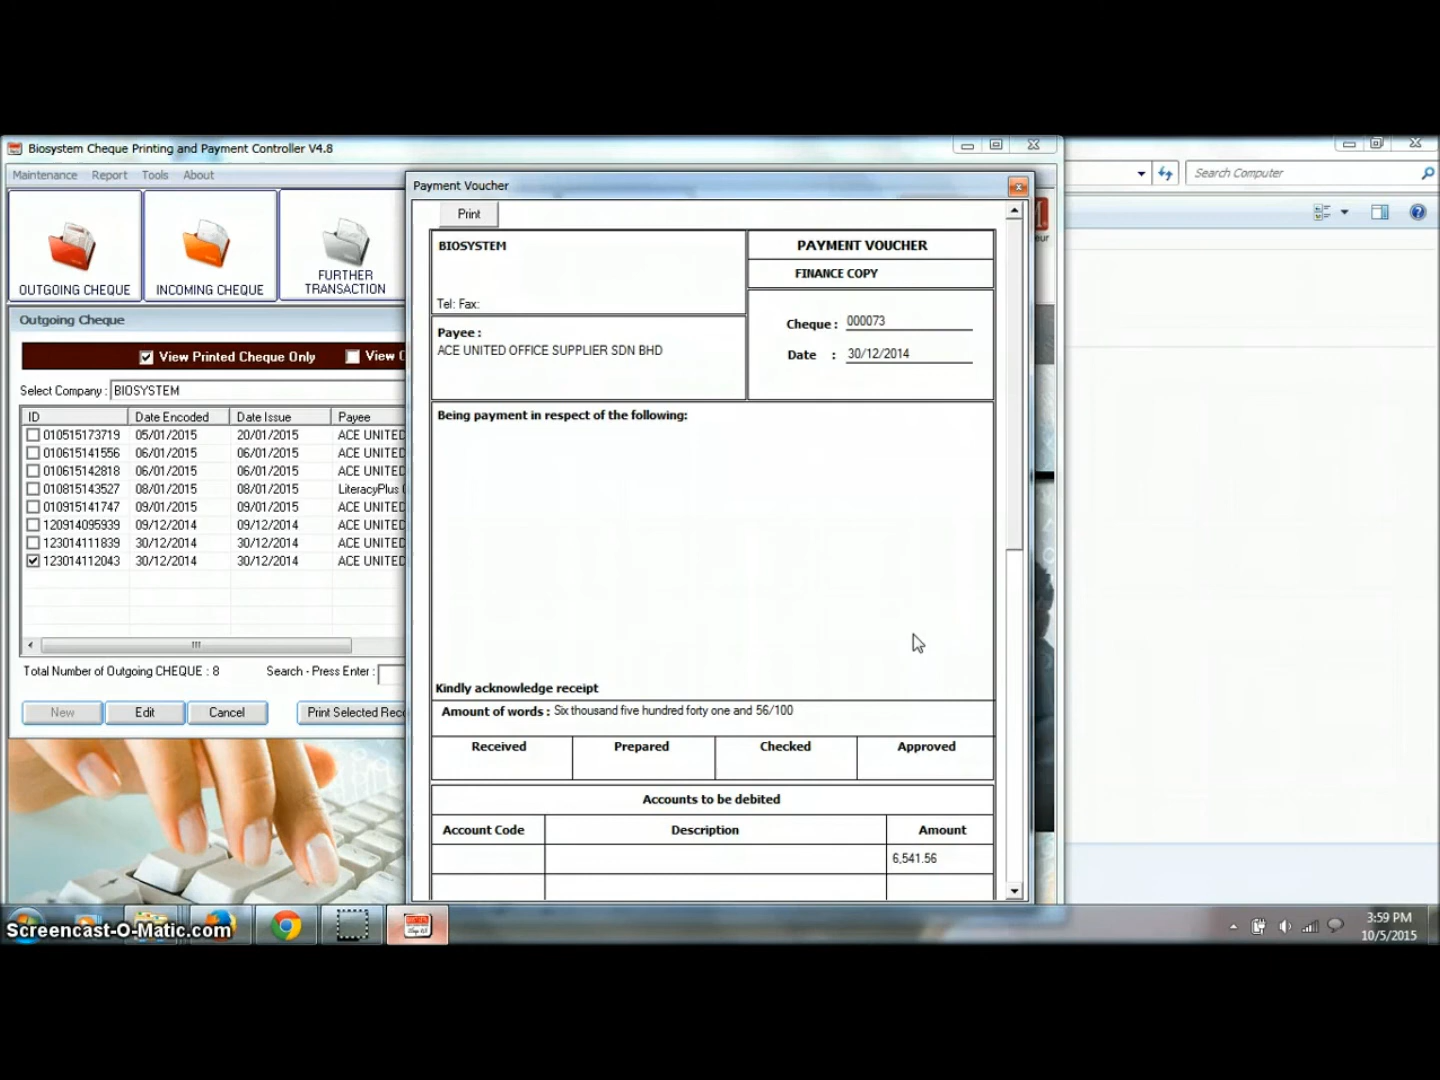 Biosystem Cheque Printing and Payment Controller V4.8
Maintenance Report Tools About
Search Computer
OUTGOING CHEQUE
INCOMING CHEQUE
FURTHER
TRANSACTION
Outgoing Cheque
View Printed Cheque Only
View
Select Company : BIOSYSTEM
ID Date Encoded Date Issue Payee
010515173719 05/01/2015 20/01/2015 ACE UNITED
010615141556 06/01/2015 06/01/2015 ACE UNITED
010615142818 06/01/2015 06/01/2015 ACE UNITED
010815143527 08/01/2015 08/01/2015 LiteracyPlus
010915141747 09/01/2015 09/01/2015 ACE UNITED
120914095939 09/12/2014 09/12/2014 ACE UNITED
123014111839 30/12/2014 30/12/2014 ACE UNITED
123014112043 30/12/2014 30/12/2014 ACE UNITED
Total Number of Outgoing CHEQUE : 8 Search - Press Enter :
New Edit Cancel Print Selected Reco
Payment Voucher
Print
BIOSYSTEM
Tel: Fax:
PAYMENT VOUCHER
FINANCE COPY
Payee :
ACE UNITED OFFICE SUPPLIER SDN BHD
Cheque : 000073
Date : 30/12/2014
Being payment in respect of the following:
Kindly acknowledge receipt
Amount of words : Six thousand five hundred forty one and 56/100
Received Prepared Checked Approved
Accounts to be debited
Account Code Description Amount
6,541.56
Screencast-O-Matic.com
3:59 PM
10/5/2015